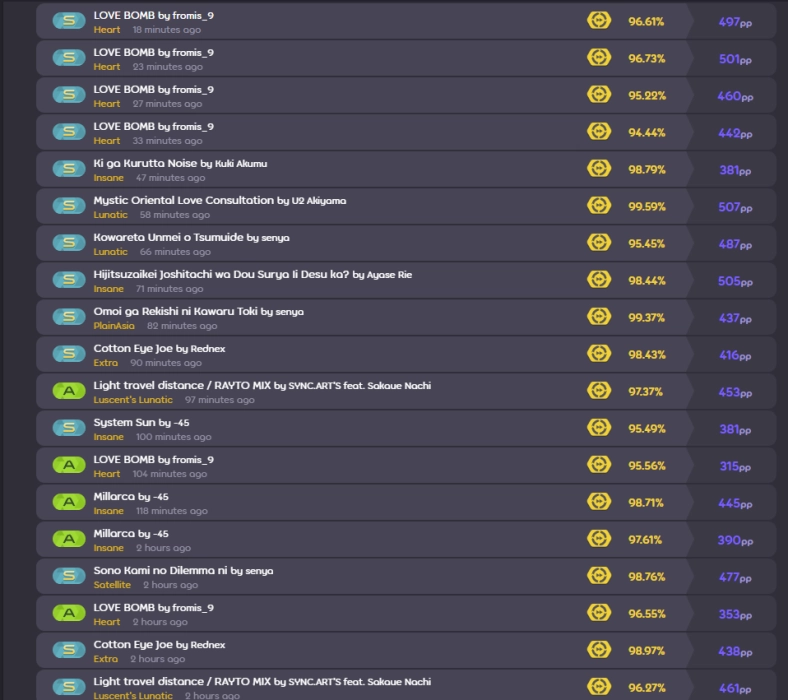 S LOVE BOMB by fromis_9 96.61% 497pp
Heart 18 minutes ago
S LOVE BOMB by fromis_9 96.73% 501pp
Heart 23 minutes ago
S LOVE BOMB by fromis_9 95.22% 460pp
Heart 27 minutes ago
S LOVE BOMB by fromis_9 94.44% 442pp
Heart 33 minutes ago
S Ki ga Kurutta Noise by Kuki Akumu 98.79% 381pp
Insane 47 minutes ago
S Mystic Oriental Love Consultation by U2 Akiyama 99.59% 507pp
Lunatic 58 minutes ago
S Kowareta Unmei o Tsumuide by senya 95.45% 487pp
Lunatic 66 minutes ago
S Hijitsuzaikei Joshitachi wa Dou Surya Ii Desu ka? by Ayase Rie 98.44% 505pp
Insane 71 minutes ago
S Omoi ga Rekishi ni Kawaru Toki by senya 99.37% 437pp
PlainAsia 82 minutes ago
S Cotton Eye Joe by Rednex 98.43% 416pp
Extra 90 minutes ago
A Light travel distance / RAYTO MIX by SYNC.ART'S feat. Sakaue Nachi 97.37% 453pp
Luscent's Lunatic 97 minutes ago
S System Sun by -45 95.49% 381pp
Insane 100 minutes ago
A LOVE BOMB by fromis_9 95.56% 315pp
Heart 104 minutes ago
A Millarca by -45 98.71% 445pp
Insane 118 minutes ago
A Millarca by -45 97.61% 390pp
Insane 2 hours ago
S Sono Kami no Dilemma ni by senya 98.76% 477pp
Satellite 2 hours ago
A LOVE BOMB by fromis_9 96.55% 353pp
Heart 2 hours ago
S Cotton Eye Joe by Rednex 98.97% 438pp
Extra 2 hours ago
S Light travel distance / RAYTO MIX by SYNC.ART'S feat. Sakaue Nachi 96.27% 461pp
Luscent's Lunatic 2 hours ago